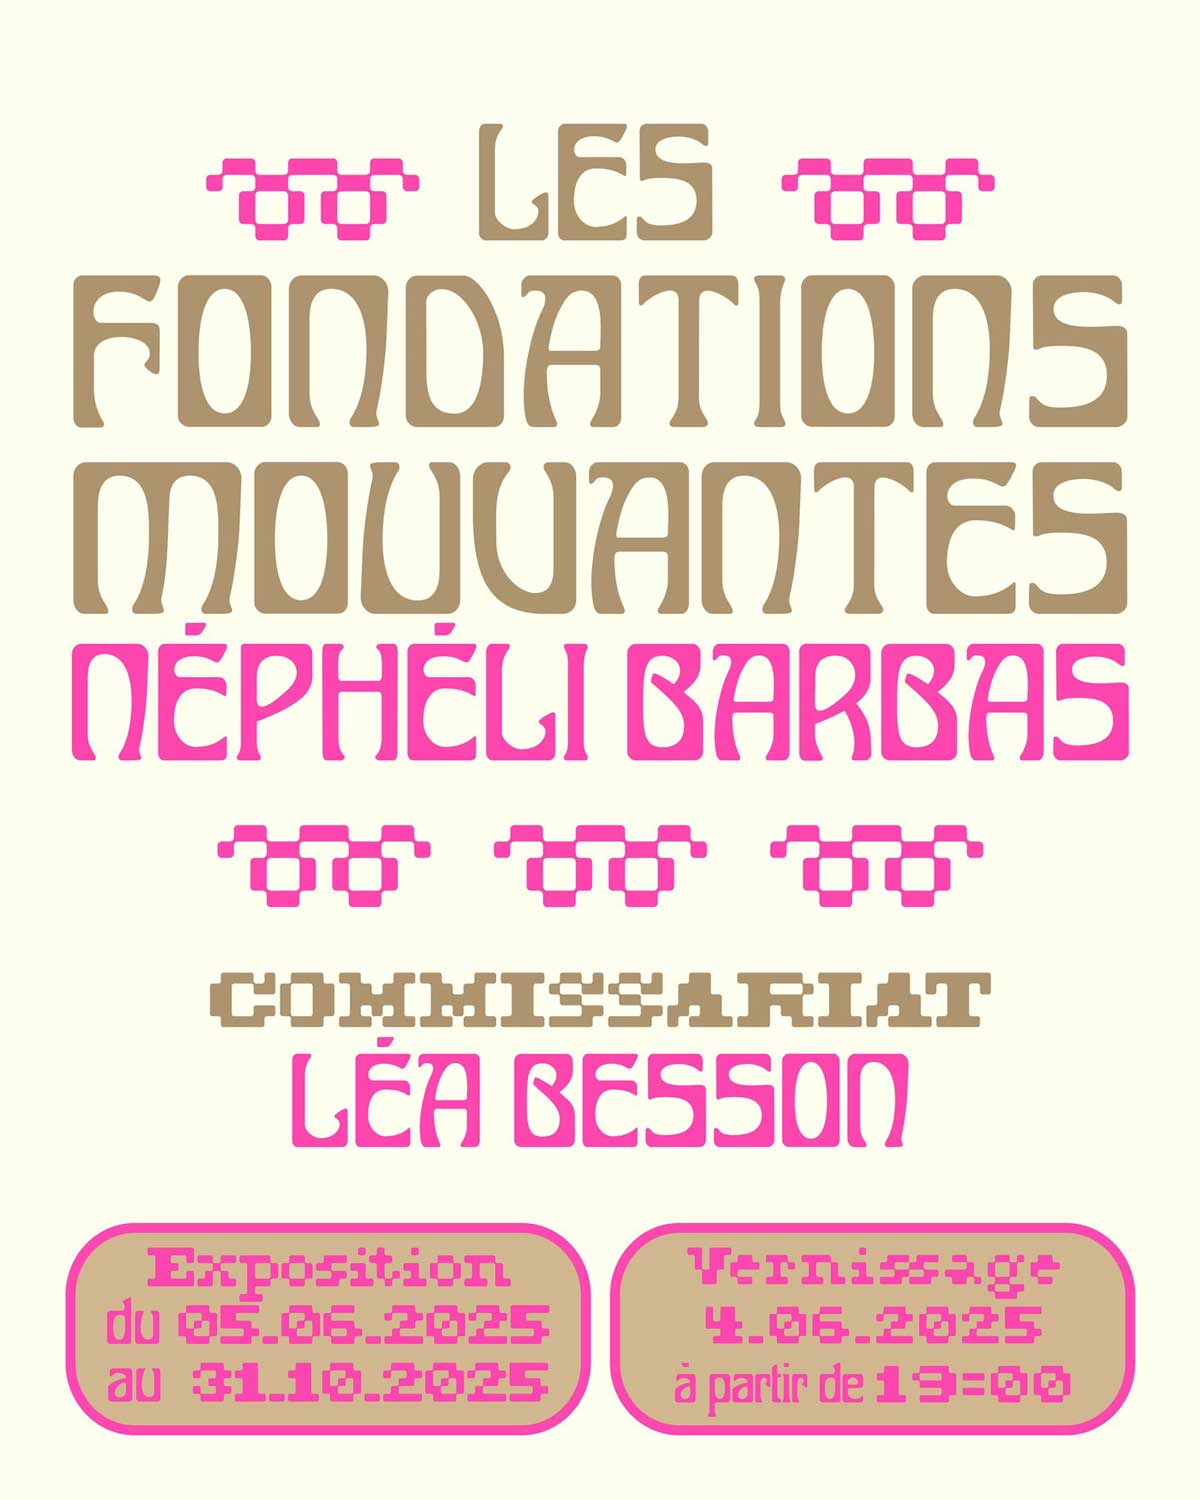 LES
FONDATIONS
MOUVANTES
NÉPHÉLI BARBAS
COMMISSARIAT
LÉA BESSON
Exposition
du 05.06.2025
au 31.10.2025
Vernissage
4.06.2025
à partir de 19:00